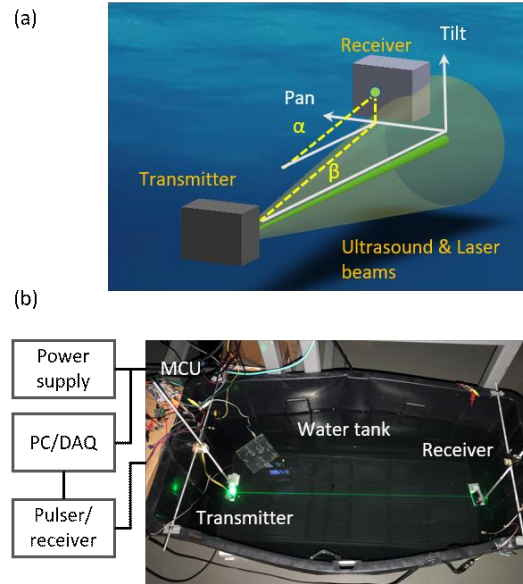 (a)
Receiver
Tilt
Pan
α
β
Transmitter
Ultrasound & Laser
beams
(b)
Power
supply
MCU
PC/DAQ
Water tank
Receiver
Pulser/
receiver
Transmitter